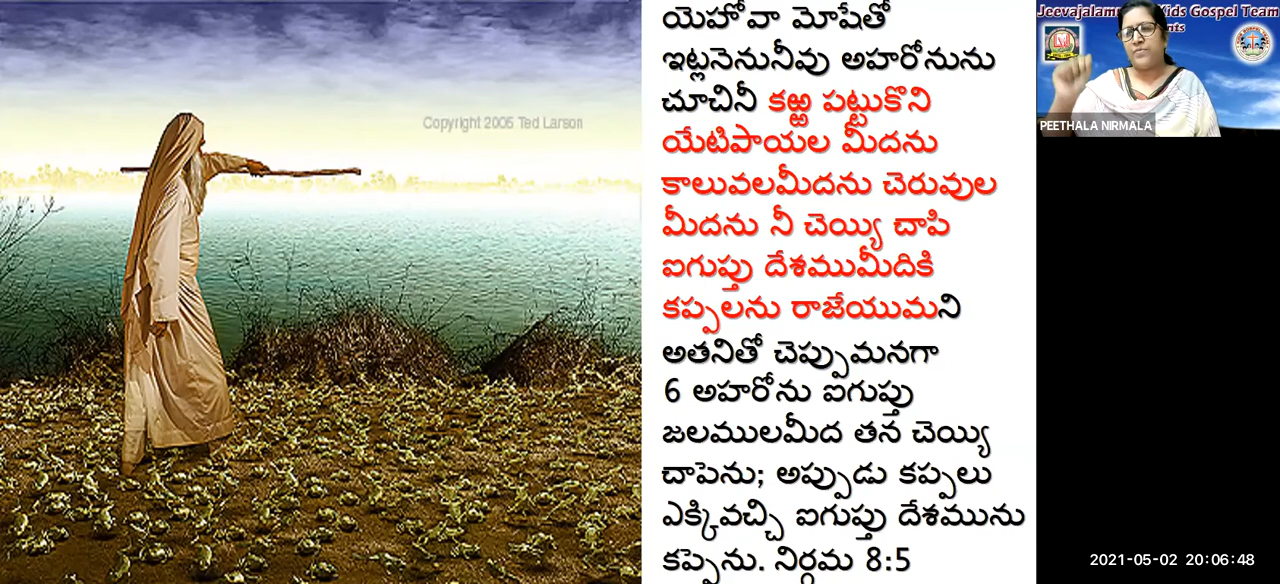 Copyright 2005 Ted Larson
యెహోవా మోషేతో
ఇట్లనెనునీవు అహరోనును
చూచినీ కఱ్ఱ పట్టుకొని
యేటిపాయల మీదను
కాలువలమీదను చెరువుల
మీదను నీ చెయ్యి చాపి
ఐగుప్తు దేశముమీదికి
కప్పలను రాజేయుమని
అతనితో చెప్పుమనగా
6 అహరోను ఐగుప్తు
జలములమీద తన చెయ్యి
చాపెను; అప్పుడు కప్పలు
ఎక్కివచ్చి ఐగుప్తు దేశమును
కప్పెను. నిర్గమ 8:5
Kids Gospel Team
PEETHALA NIRMALA
2021-05-02 20:06:48